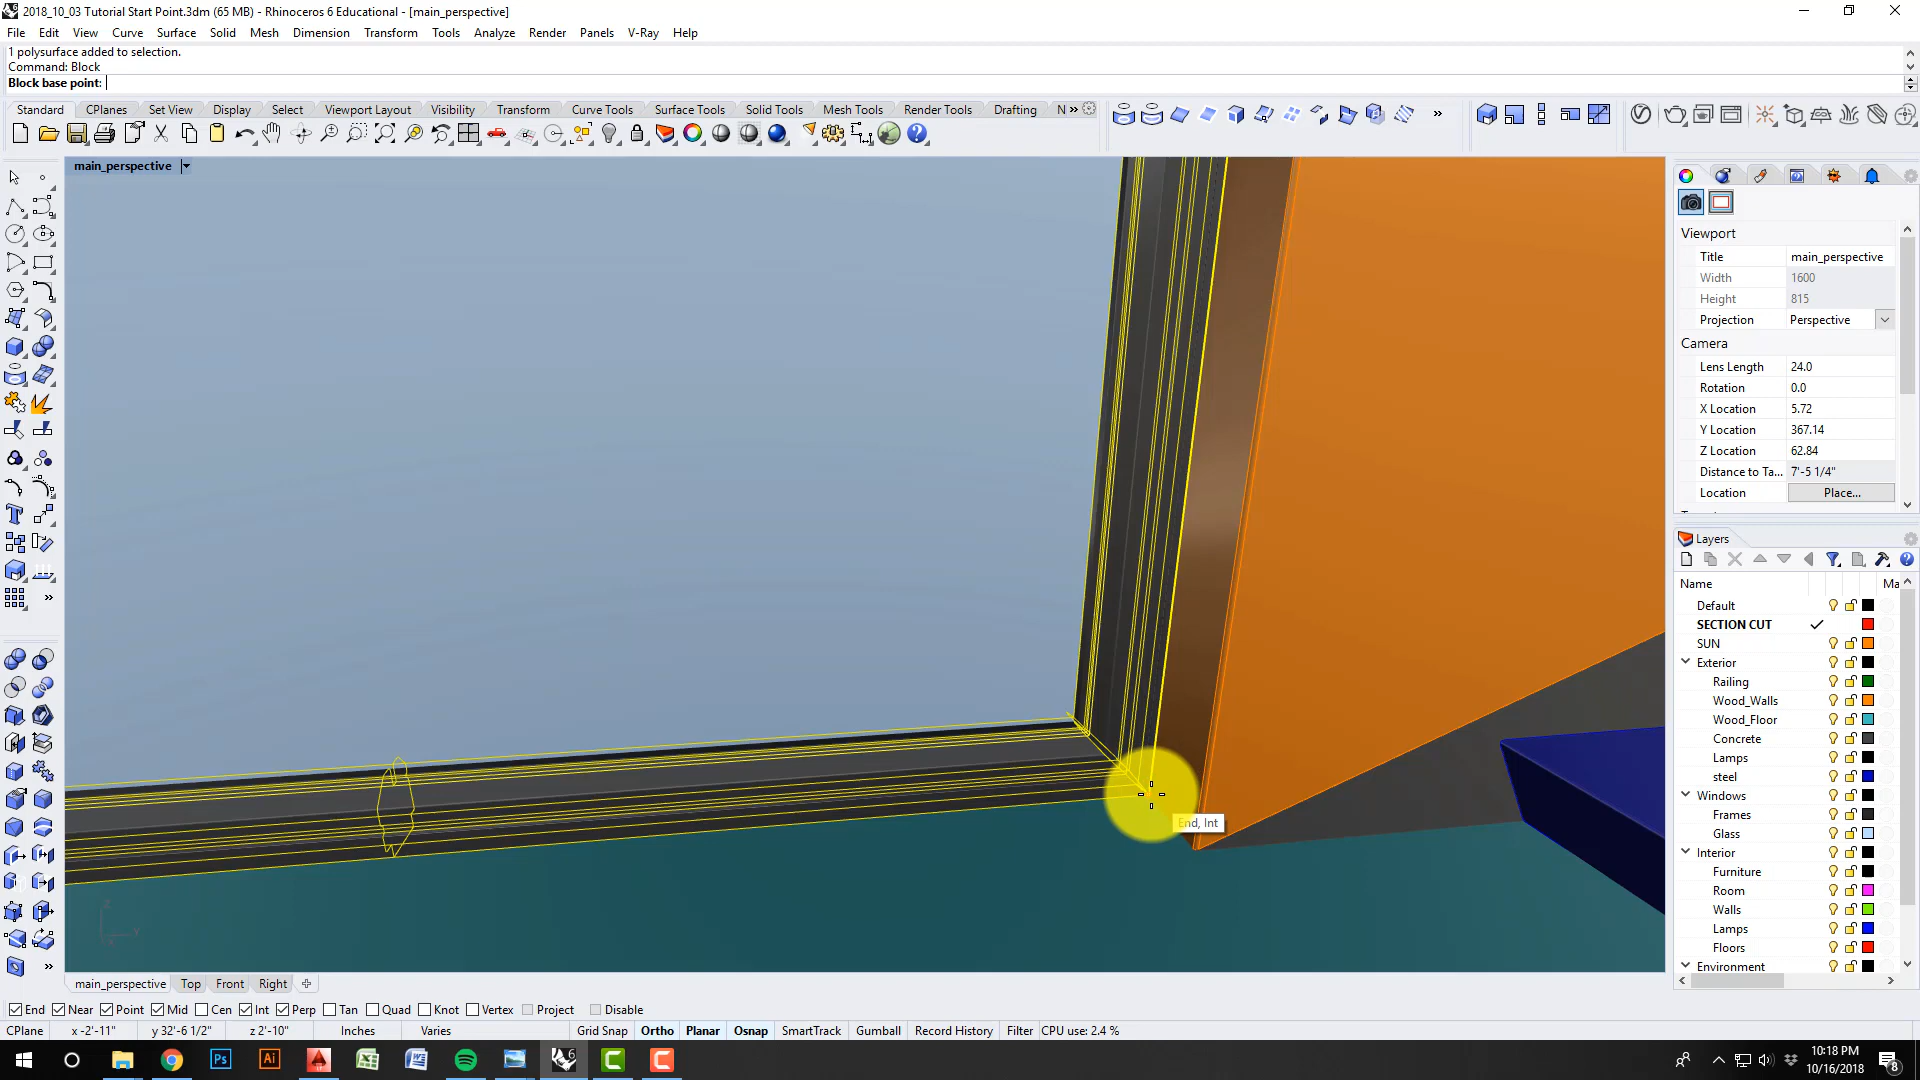 2018_10_03 Tutorial Start Point.3dm (65 MB) - Rhinoceros 6 Educational - [main_perspective]
File Edit View Curve Surface Solid Mesh Dimension Transform Tools Analyze Render Panels V-Ray Help
1 polysurface added to selection.
Command: Block
Block base point:
Standard CPlanes Set View Display Select Viewport Layout Visibility Transform Curve Tools Surface Tools Solid Tools Mesh Tools Render Tools Drafting N
main_perspective
Viewport
Title main_perspective
Width 1600
Height 815
Projection Perspective
Camera
Lens Length 24.0
Rotation 0.0
X Location 5.72
Y Location 367.14
Z Location 62.84
Distance to Ta... 7'-5 1/4"
Location Place...
Layers
Name Ma
Default
SECTION CUT
SUN
Exterior
Railing
Wood_Walls
Wood_Floor
Concrete
Lamps
steel
Windows
Frames
Glass
Interior
Furniture
Room
Walls
Lamps
Floors
Environment
End, Int
main_perspective Top Front Right
End Near Point Mid Cen Int Perp Tan Quad Knot Vertex Project Disable
CPlane x -2'-11" y 32'-6 1/2" z 2'-10" Inches Varies Grid Snap Ortho Planar Osnap SmartTrack Gumball Record History Filter CPU use: 2.4 %
10:18 PM
10/16/2018
8